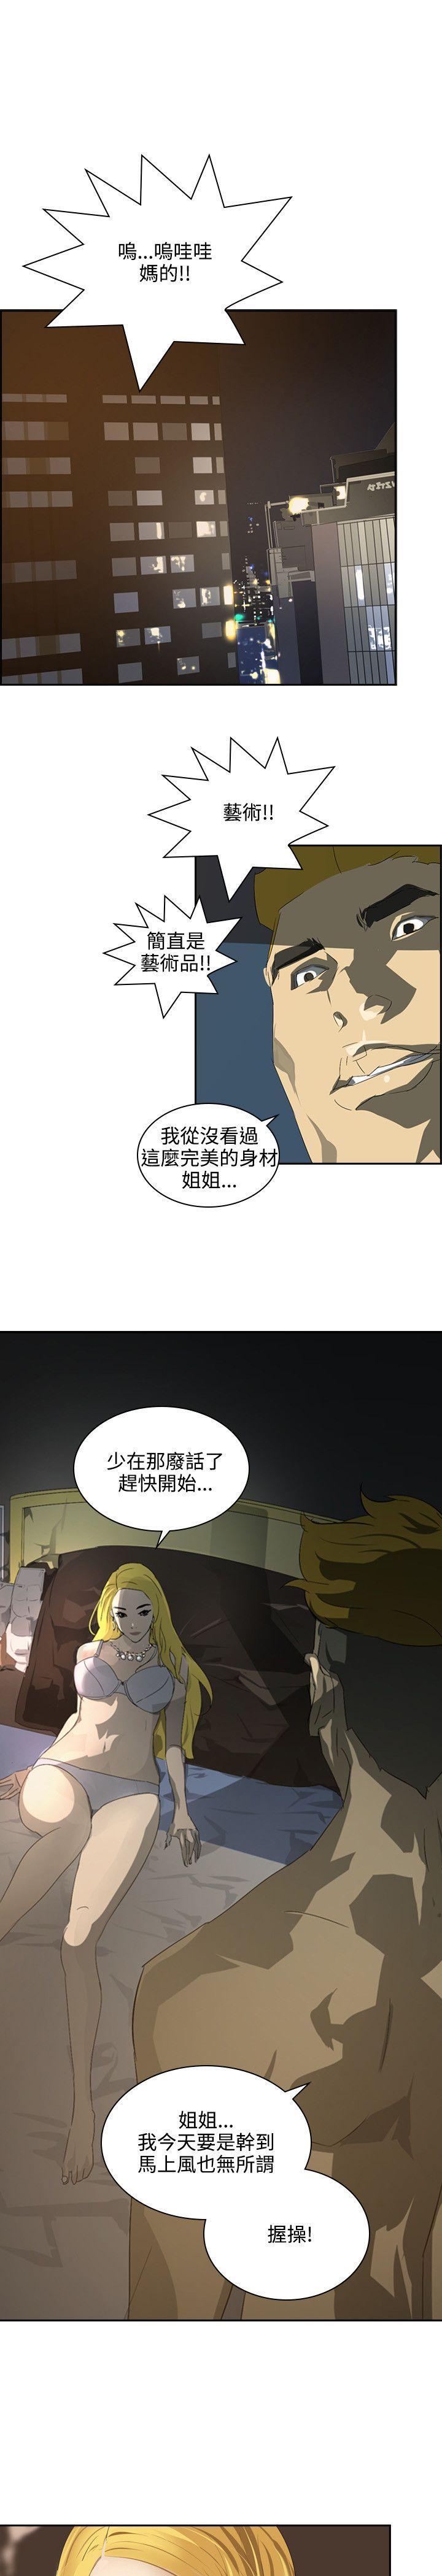 嗚...嗚哇哇
媽的!!
藝術!!
簡直是
藝術品!!
我從沒看過
這麼完美的身材
姐姐...
少在那廢話了
趕快開始...
姐姐...
我今天要是幹到
馬上風也無所謂
握操!